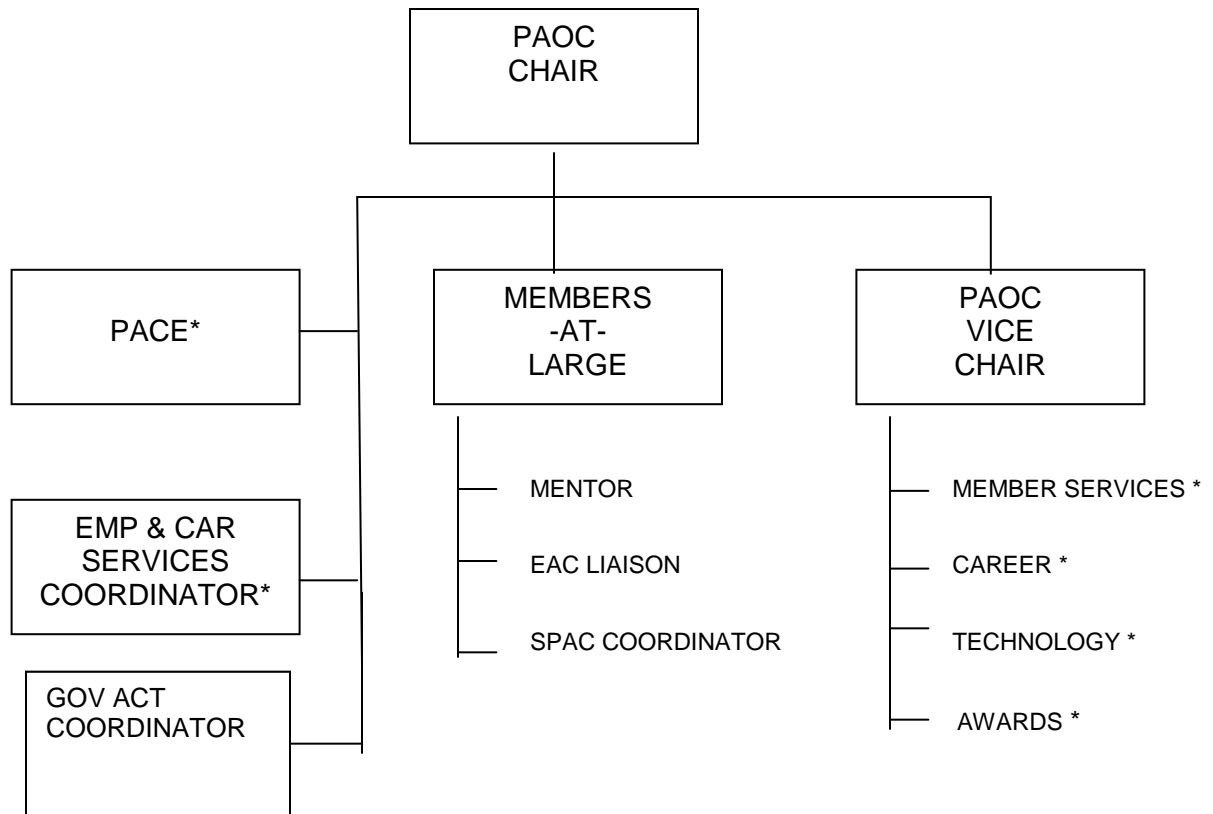 PAOC
CHAIR
PACE*
MEMBERS
-AT-
LARGE
PAOC
VICE
CHAIR
EMP & CAR
SERVICES
COORDINATOR*
GOV ACT
COORDINATOR
MENTOR
EAC LIAISON
SPAC COORDINATOR
MEMBER SERVICES *
CAREER *
TECHNOLOGY *
AWARDS *